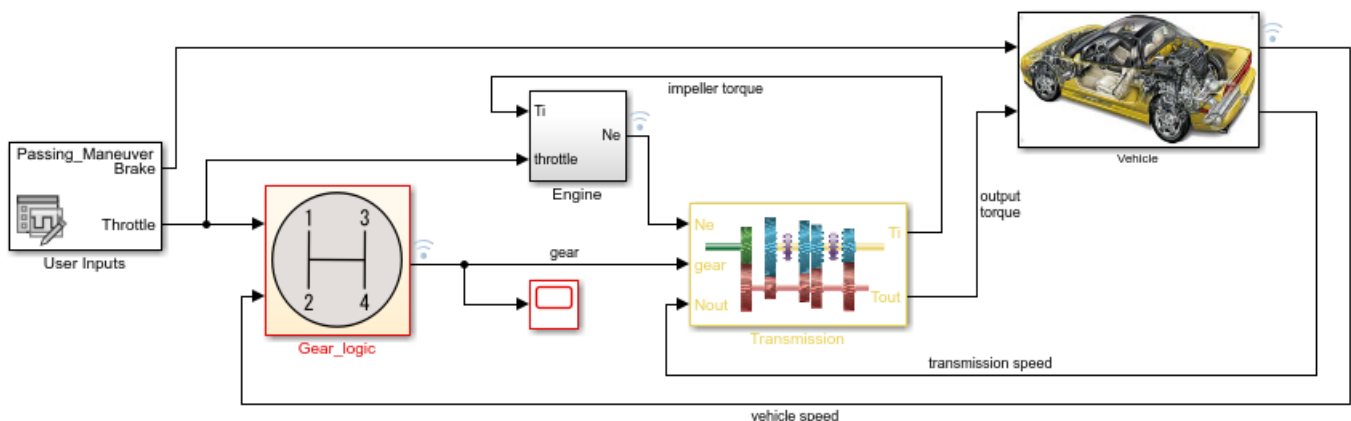 Passing_Maneuver
Brake
Throttle
User Inputs
1 3
2 4
Gear_logic
Ti
Ne
throttle
Engine
impeller torque
gear
Ne
gear
Nout
Ti
Tout
Transmission
output
torque
Vehicle
transmission speed
vehicle speed